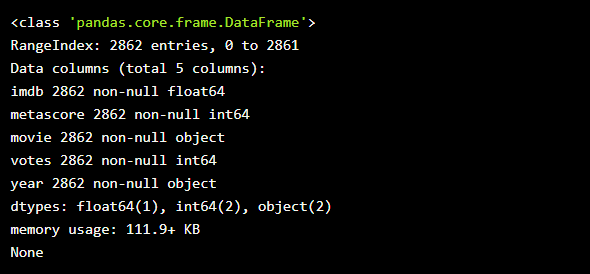 <class 'pandas.core.frame.DataFrame'>
RangeIndex: 2862 entries, 0 to 2861
Data columns (total 5 columns):
imdb 2862 non-null float64
metascore 2862 non-null int64
movie 2862 non-null object
votes 2862 non-null int64
year 2862 non-null object
dtypes: float64(1), int64(2), object(2)
memory usage: 111.9+ KB
None